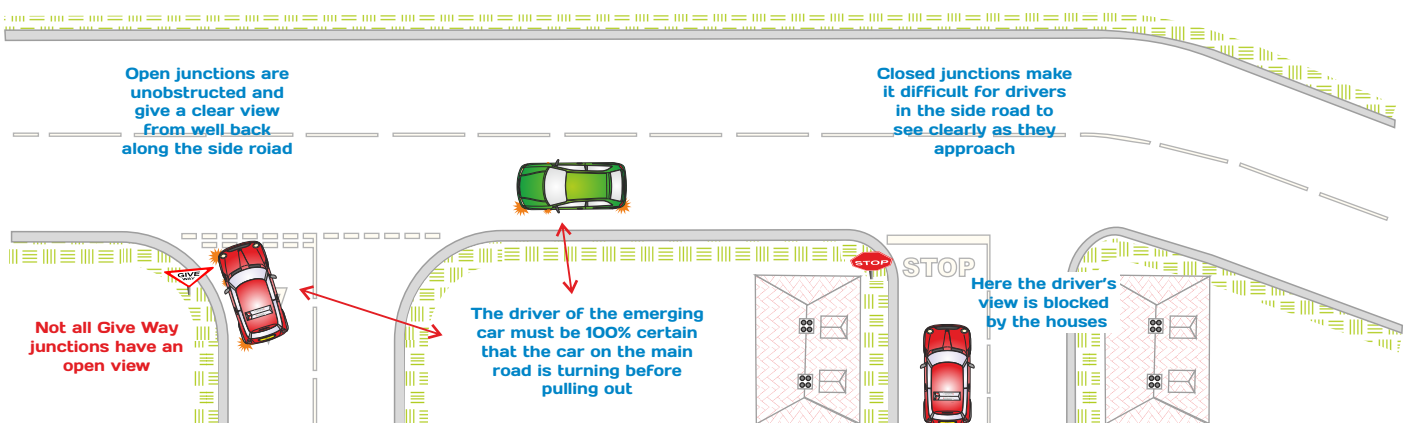 Open junctions are
unobstructed and
give a clear view
from well back
along the side roiad
Closed junctions make
it difficult for drivers
in the side road to
see clearly as they
approach
GIVE
WAY
Not all Give Way
junctions have an
open view
The driver of the emerging
car must be 100% certain
that the car on the main
road is turning before
pulling out
STOP
STOP
Here the driver's
view is blocked
by the houses